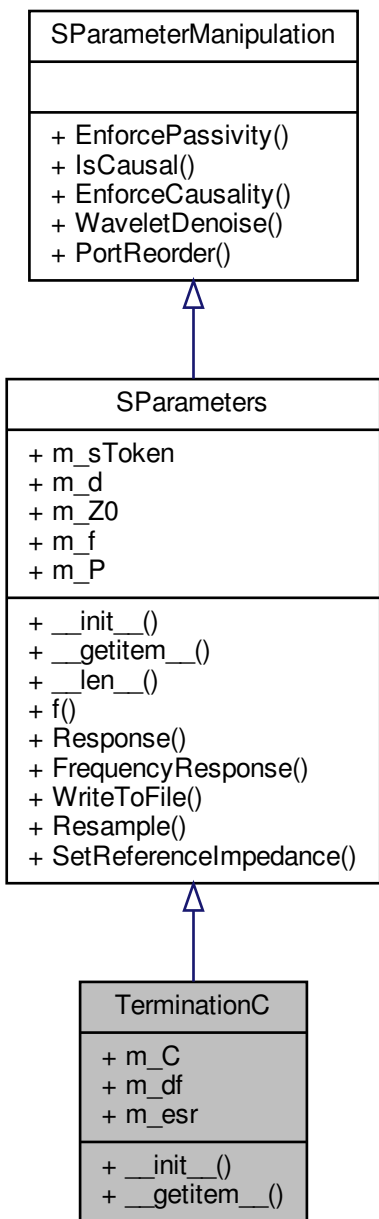 SParameterManipulation
+ EnforcePassivity()
+ IsCausal()
+ EnforceCausality()
+ WaveletDenoise()
+ PortReorder()
SParameters
+ m_sToken
+ m_d
+ m_Z0
+ m_f
+ m_P
+ __init__()
+ __getitem__()
+ __len__()
+ f()
+ Response()
+ FrequencyResponse()
+ WriteToFile()
+ Resample()
+ SetReferenceImpedance()
TerminationC
+ m_C
+ m_df
+ m_esr
+ __init__()
+ __getitem__()